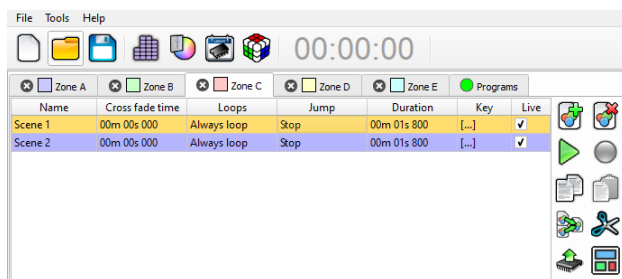 File Tools Help
00:00:00
Zone A Zone B Zone C Zone D Zone E Programs
Name Cross fade time Loops Jump Duration Key Live
Scene 1 00m 00s 000 Always loop Stop 00m 01s 800 [...]
Scene 2 00m 00s 000 Always loop Stop 00m 01s 800 [...]